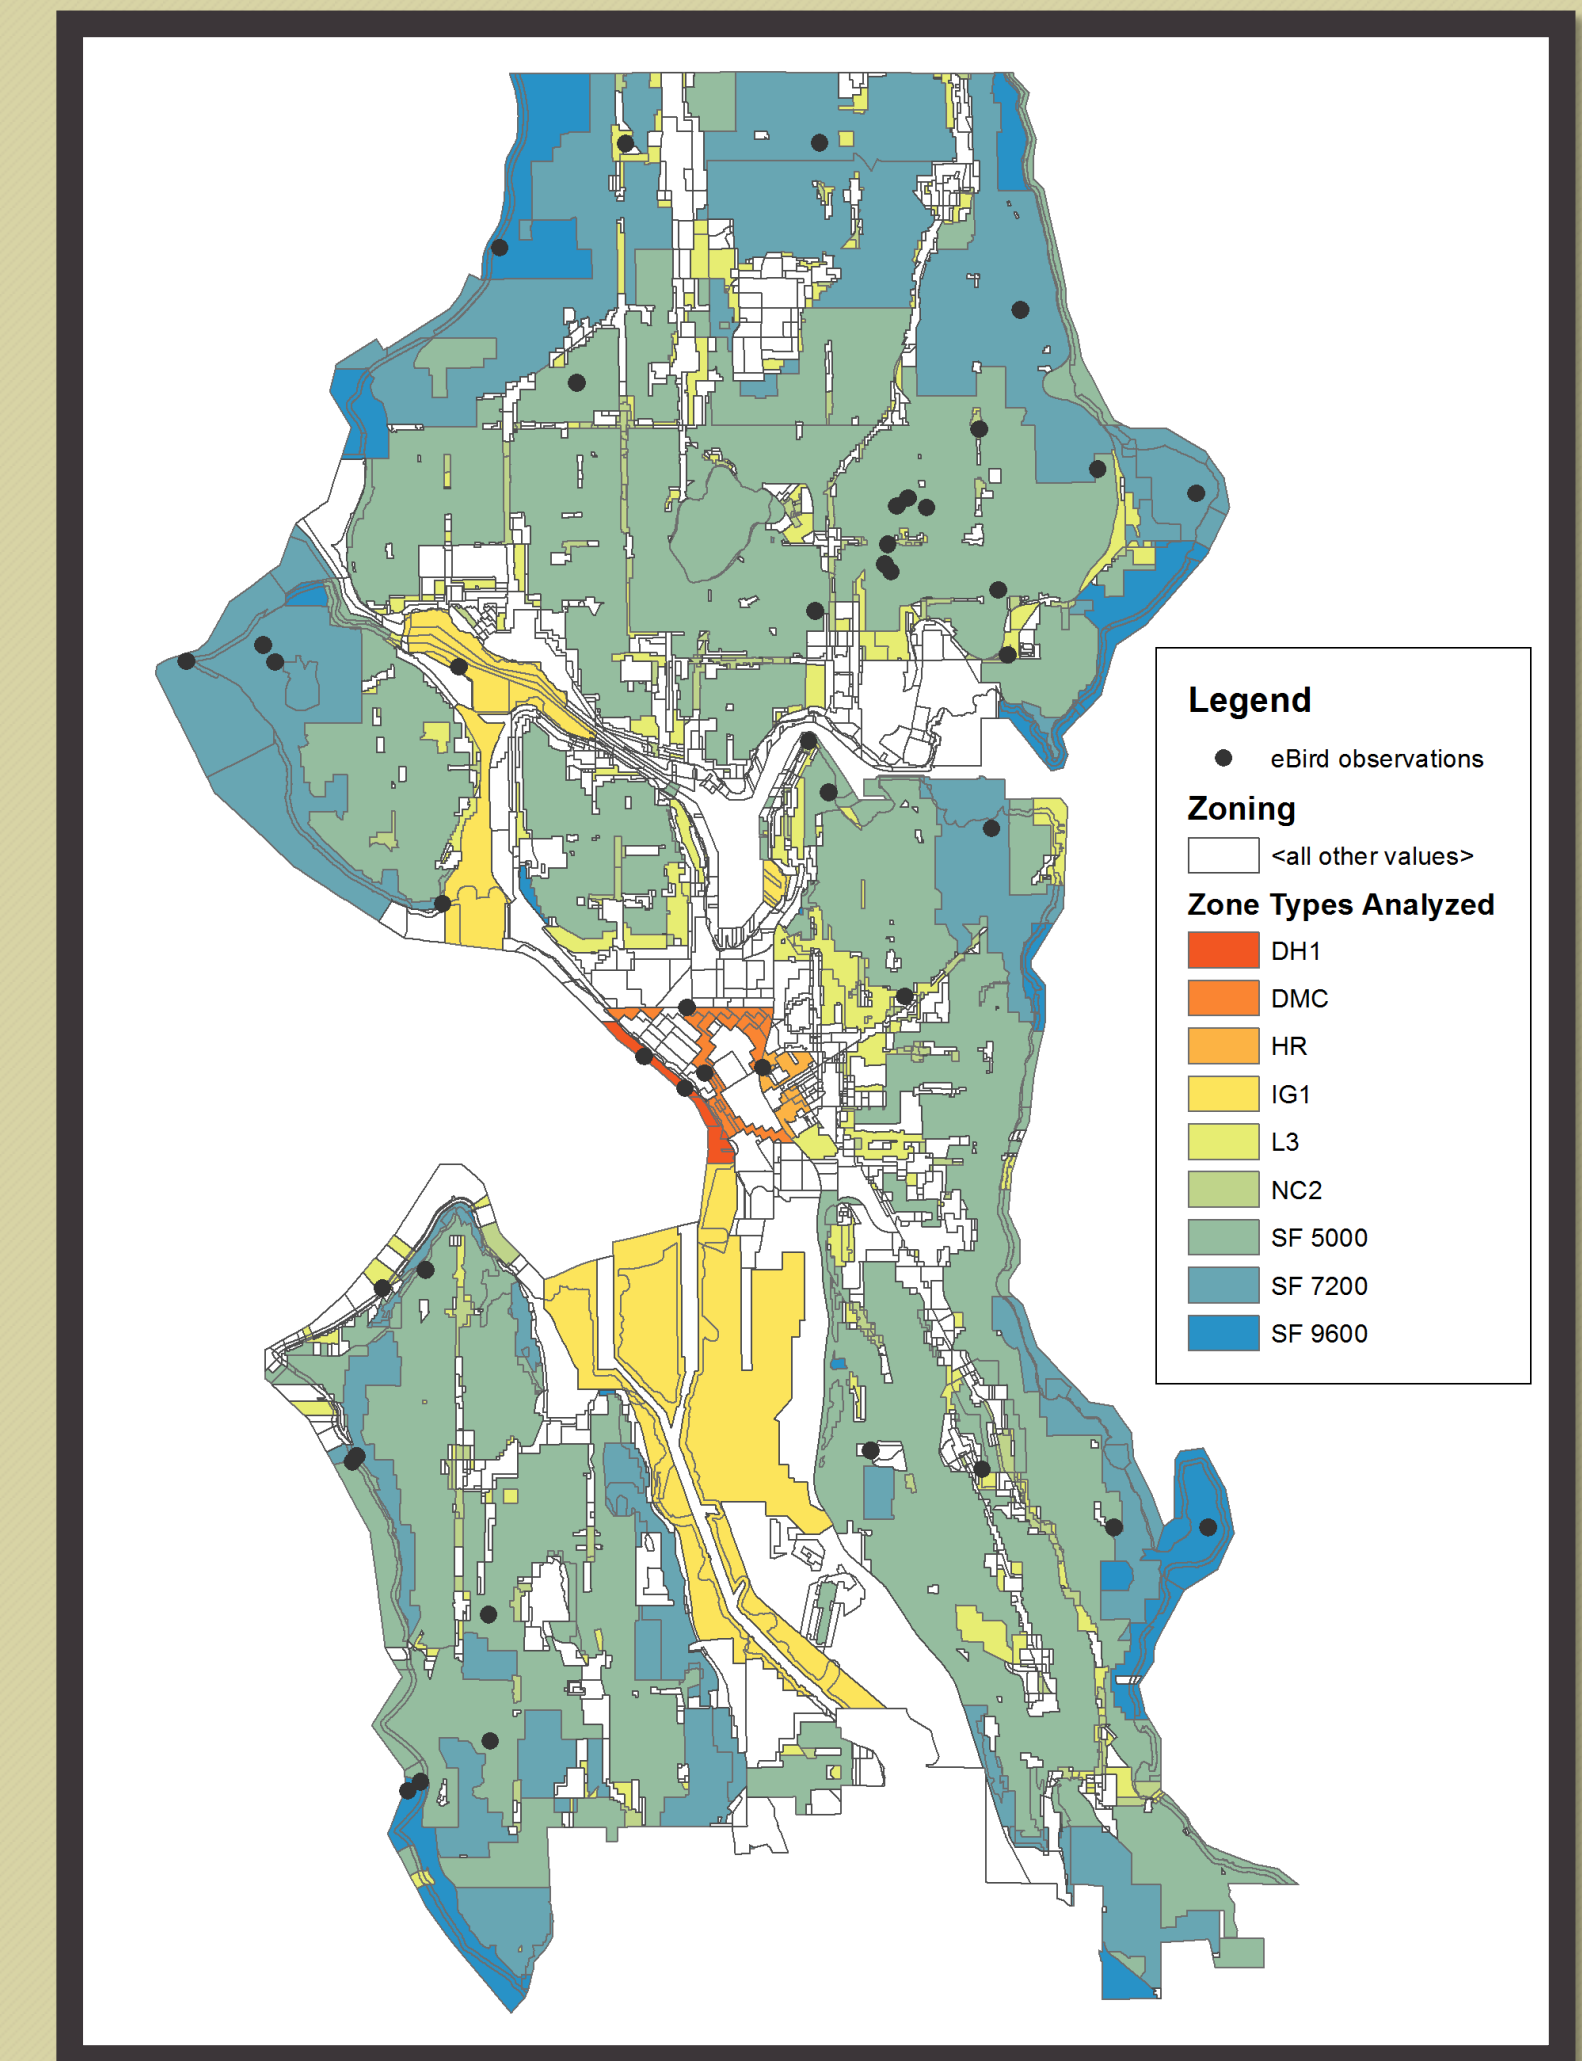 Legend
eBird observations
Zoning
<all other values>
Zone Types Analyzed
DH1
DMC
HR
IG1
L3
NC2
SF 5000
SF 7200
SF 9600